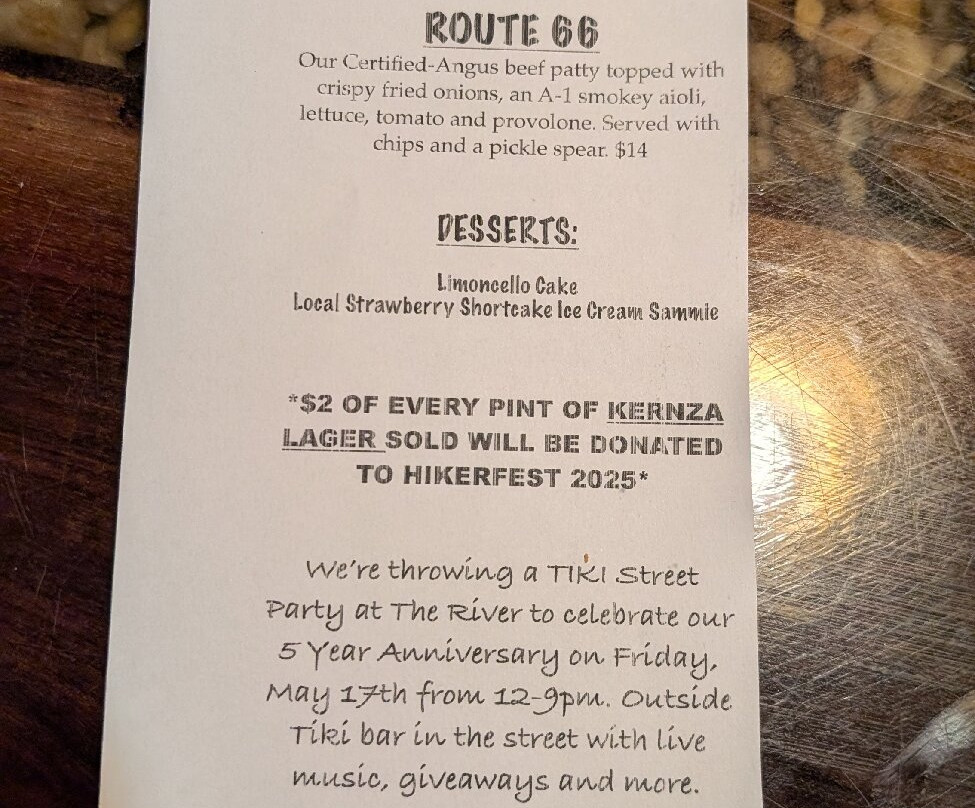 ROUTE 66
Our Certified-Angus beef patty topped with
crispy fried onions, an A-1 smokey aioli,
lettuce, tomato and provolone. Served with
chips and a pickle spear. $14
DESSERTS:
Limoncello Cake
Local Strawberry Shortcake Ice Cream Sammie
*$2 OF EVERY PINT OF KERNZA
LAGER SOLD WILL BE DONATED
TO HIKERFEST 2025*
We're throwing a TIKI Street
Party at The River to celebrate our
5 Year Anniversary on Friday,
May 17th from 12-9pm. Outside
Tiki bar in the street with live
music, giveaways and more.